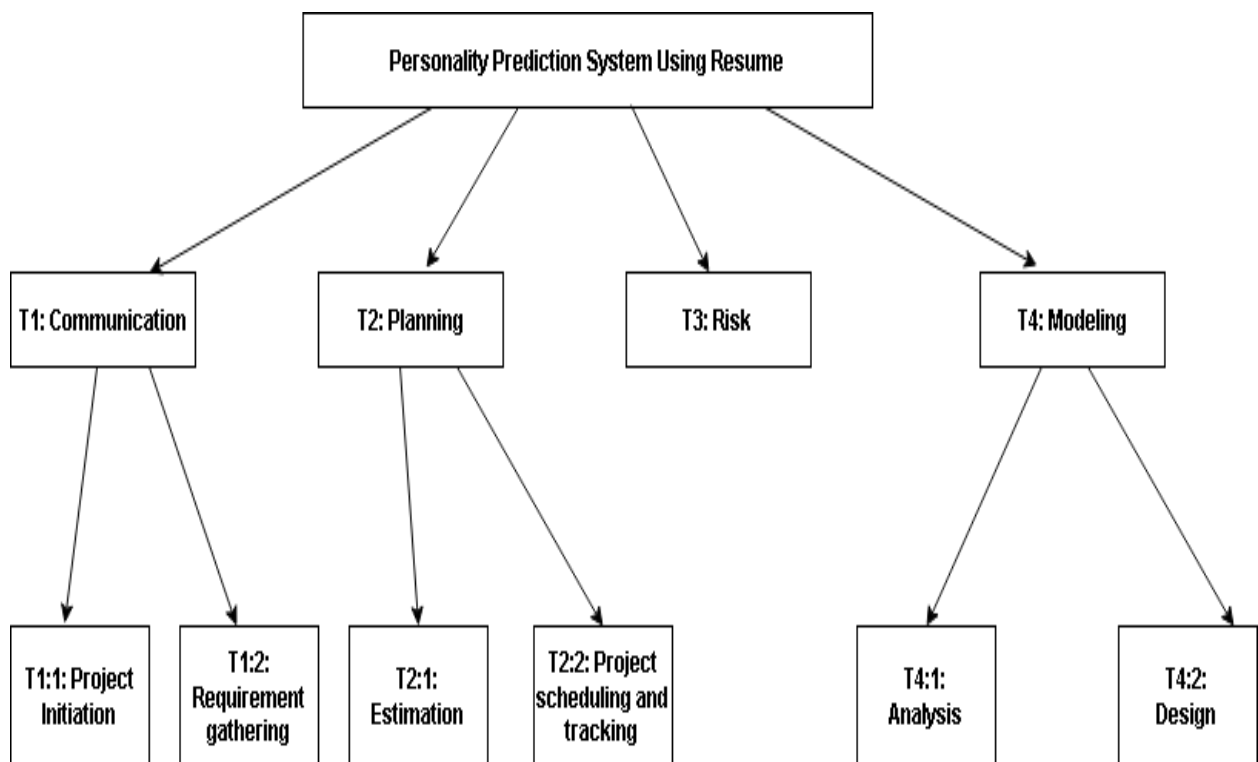 Personality Prediction System Using Resume
T1: Communication
T2: Planning
T3: Risk
T4: Modeling
T1:1: Project
Initiation
T1:2:
Requirement
gathering
T2:1:
Estimation
T2:2: Project
scheduling and
tracking
T4:1:
Analysis
T4:2:
Design